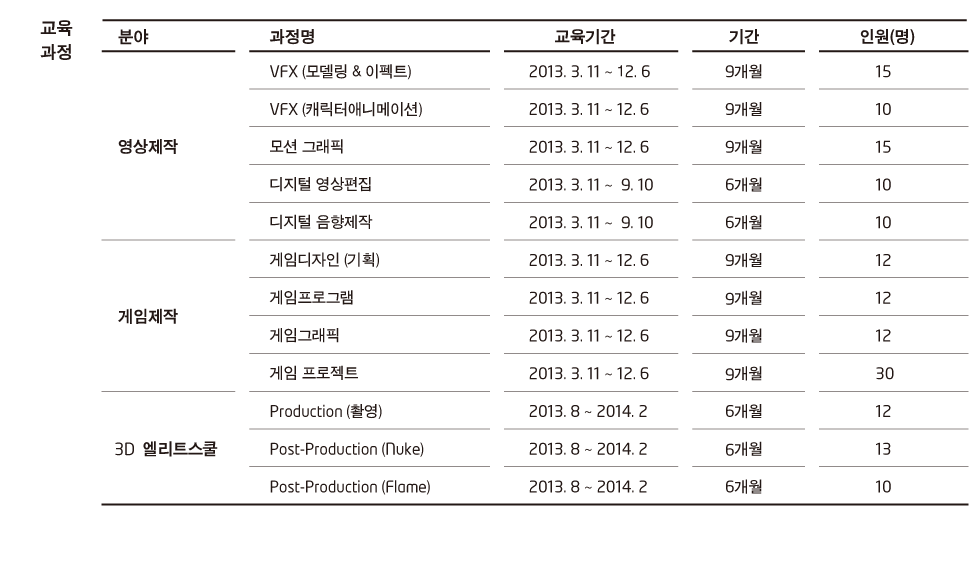 교육
과정
분야 과정명 교육기간 기간 인원(명)
VFX (모델링 & 이펙트) 2013. 3. 11 ~ 12. 6 9개월 15
VFX (캐릭터애니메이션) 2013. 3. 11 ~ 12. 6 9개월 10
영상제작 모션 그래픽 2013. 3. 11 ~ 12. 6 9개월 15
디지털 영상편집 2013. 3. 11 ~ 9. 10 6개월 10
디지털 음향제작 2013. 3. 11 ~ 9. 10 6개월 10
게임디자인 (기획) 2013. 3. 11 ~ 12. 6 9개월 12
게임프로그램 2013. 3. 11 ~ 12. 6 9개월 12
게임제작
게임그래픽 2013. 3. 11 ~ 12. 6 9개월 12
게임 프로젝트 2013. 3. 11 ~ 12. 6 9개월 30
Production (촬영) 2013. 8 ~ 2014. 2 6개월 12
3D 엘리트스쿨 Post-Production (Nuke) 2013. 8 ~ 2014. 2 6개월 13
Post-Production (Flame) 2013. 8 ~ 2014. 2 6개월 10